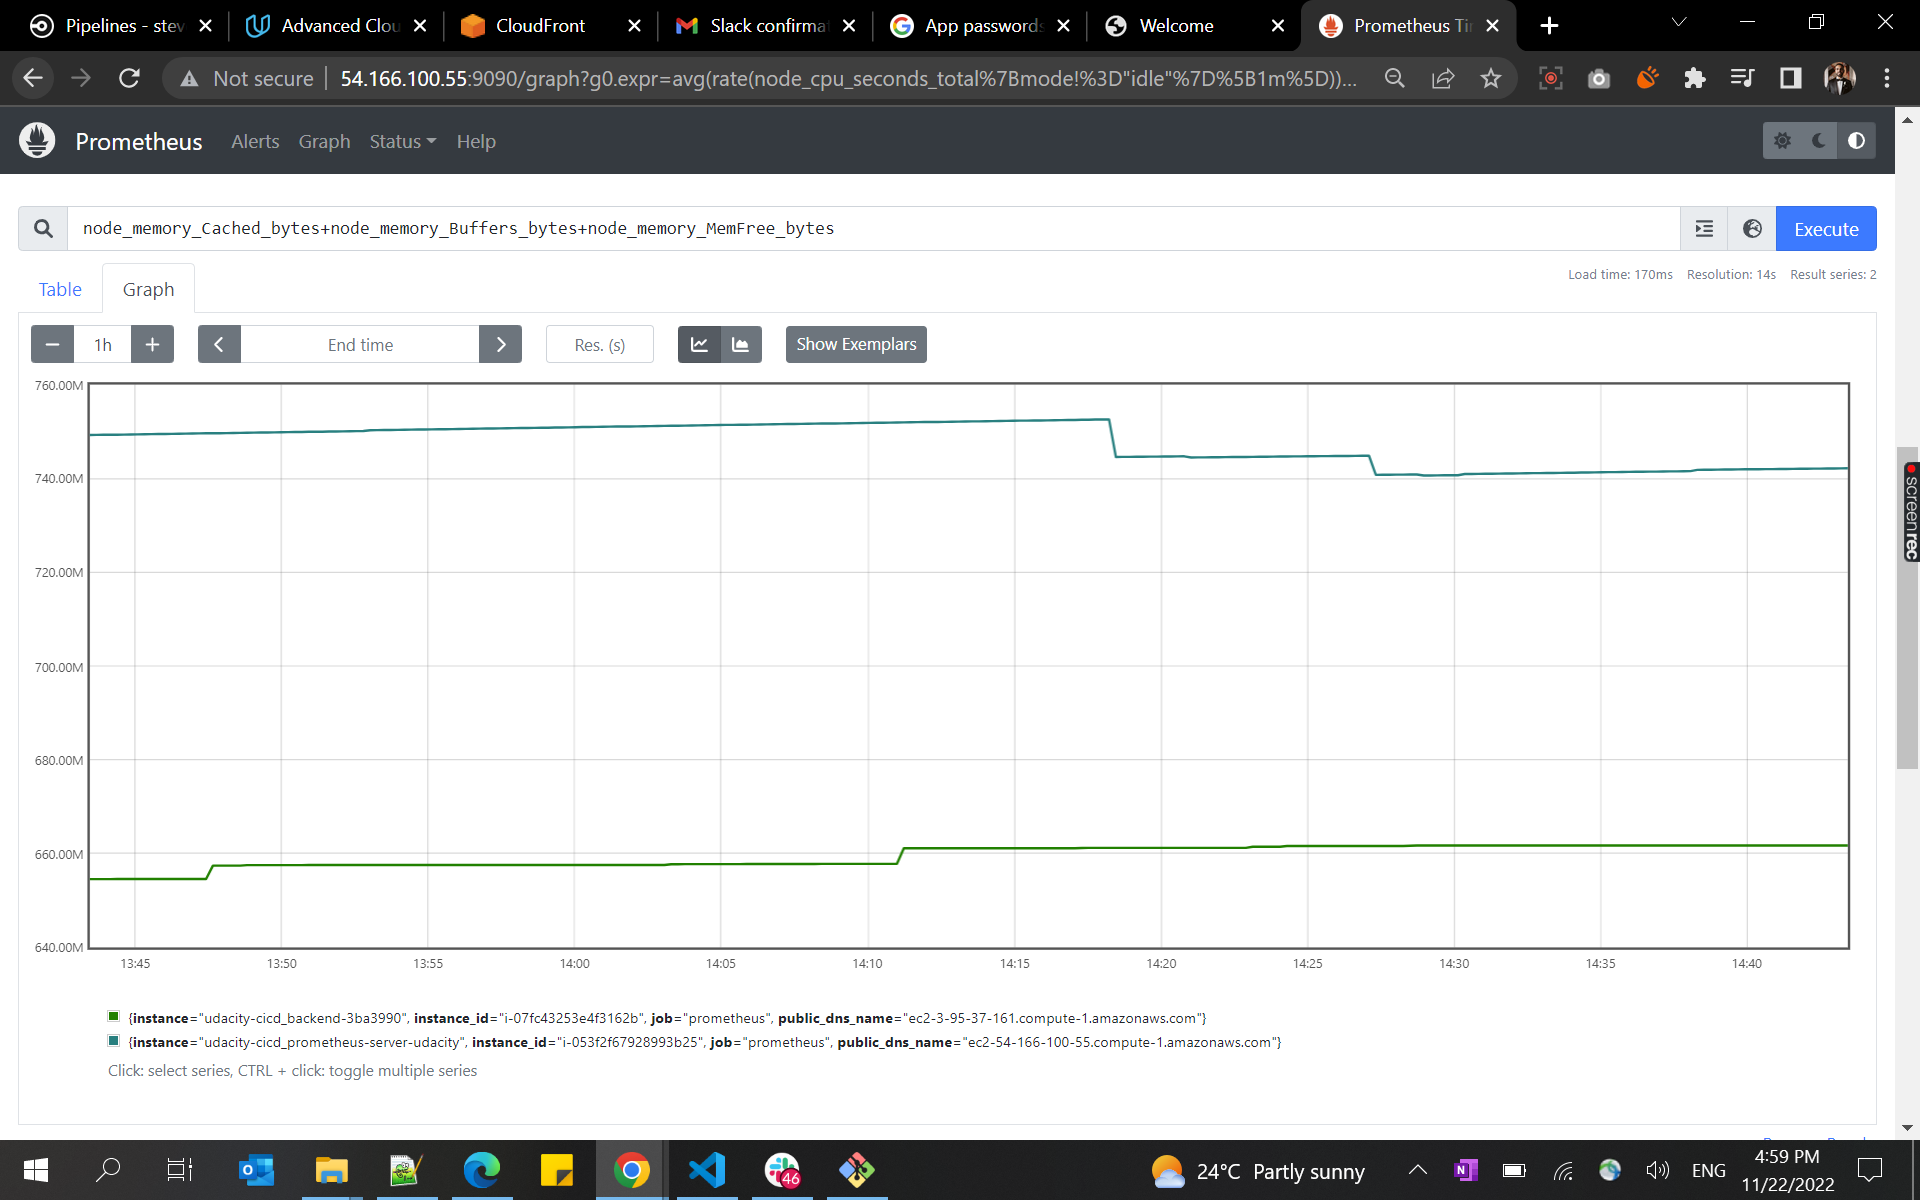 Pipelines - stev
Advanced Clou
CloudFront
Slack confirmat
App passwords
Welcome
Prometheus Tim
Not secure
54.166.100.55:9090/graph?g0.expr=avg(rate(node_cpu_seconds_total%7Bmode!%3D"idle"%7D%5B1m%5D))...
Prometheus
Alerts
Graph
Status
Help
node_memory_Cached_bytes+node_memory_Buffers_bytes+node_memory_MemFree_bytes
Execute
Load time: 170ms Resolution: 14s Result series: 2
Table
Graph
1h
End time
Res. (s)
Show Exemplars
760.00M
740.00M
720.00M
700.00M
680.00M
660.00M
640.00M
13:45 13:50 13:55 14:00 14:05 14:10 14:15 14:20 14:25 14:30 14:35 14:40
{instance="udacity-cicd_backend-3ba3990", instance_id="i-07fc43253e4f3162b", job="prometheus", public_dns_name="ec2-3-95-37-161.compute-1.amazonaws.com"}
{instance="udacity-cicd_prometheus-server-udacity", instance_id="i-053f2f67928993b25", job="prometheus", public_dns_name="ec2-54-166-100-55.compute-1.amazonaws.com"}
Click: select series, CTRL + click: toggle multiple series
screenrec
46
24°C Partly sunny
ENG
4:59 PM
11/22/2022